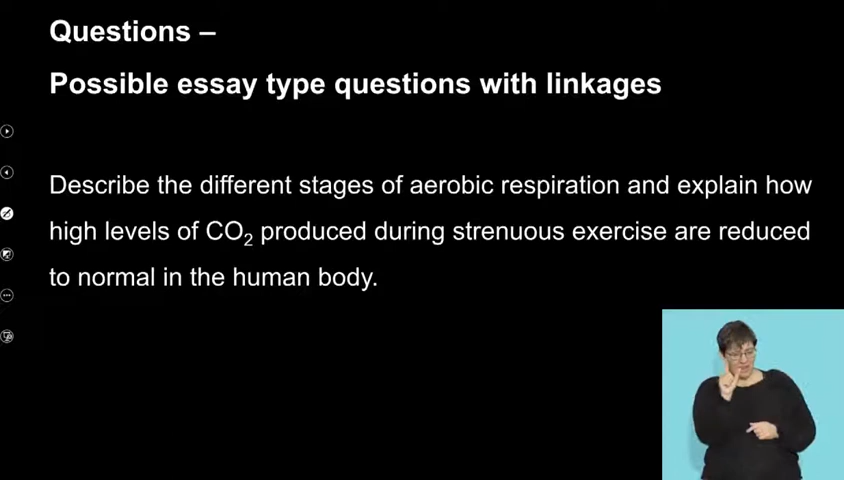 Questions –
Possible essay type questions with linkages
Describe the different stages of aerobic respiration and explain how
high levels of CO₂ produced during strenuous exercise are reduced
to normal in the human body.